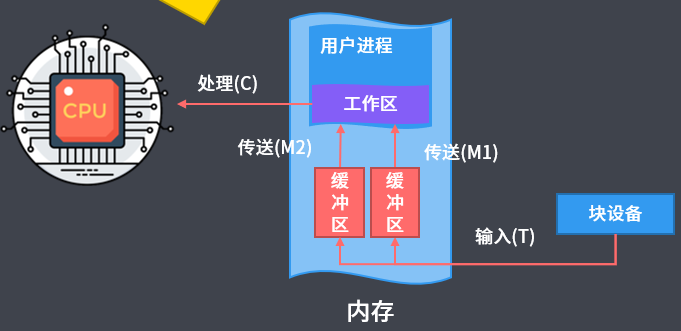 用户进程
处理(C)
CPU
工作区
传送(M2)
传送(M1)
缓冲区
缓冲区
块设备
输入(T)
内存